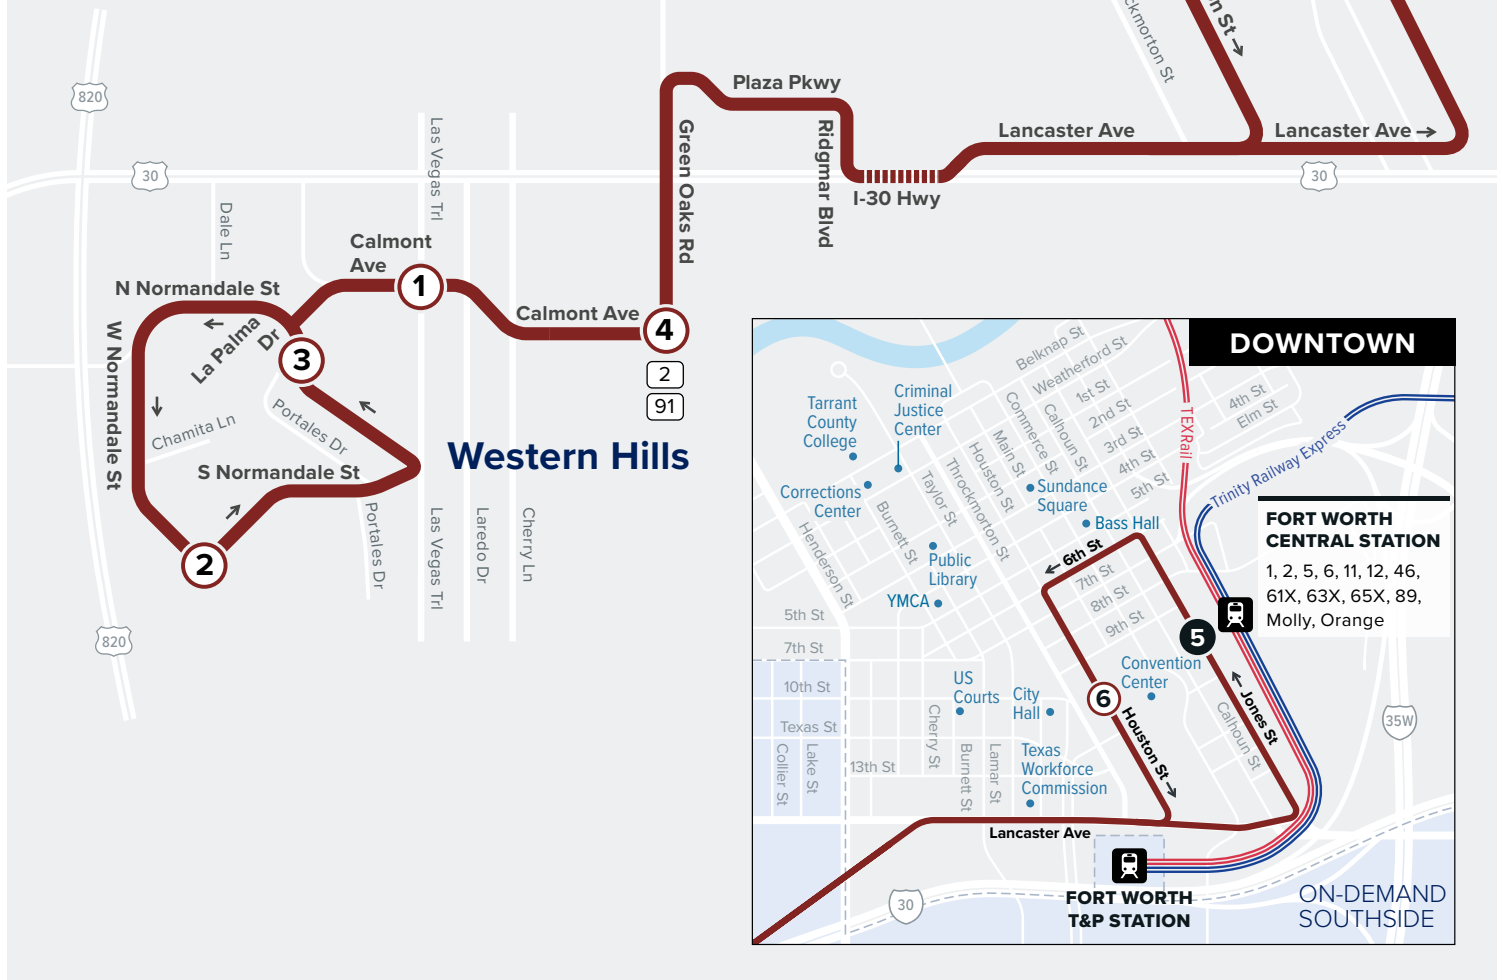 ckmorton St
n St
820
Plaza Pkwy
Lancaster Ave
Lancaster Ave
Las Vegas Trl
Green Oaks Rd
Ridgmar Blvd
30
30
I-30 Hwy
Dale Ln
Calmont
Ave
1
N Normandale St
Calmont Ave
4
2
91
W Normandale St
La Palma
Dr
3
Chamita Ln
Portales Dr
Western Hills
S Normandale St
2
Portales Dr
Las Vegas Trl
Laredo Dr
Cherry Ln
820
DOWNTOWN
Belknap St
Weatherford St
1st St
2nd St
3rd St
4th St
5th St
4th St
Elm St
Criminal
Justice
Center
Tarrant
County
College
Commerce St
Calhoun St
Main St
Houston St
Throckmorton St
Taylor St
Burnett St
Henderson St
TEXRail
Trinity Railway Express
Corrections
Center
Sundance
Square
Bass Hall
FORT WORTH
CENTRAL STATION
1, 2, 5, 6, 11, 12, 46,
61X, 63X, 65X, 89,
Molly, Orange
6th St
7th St
8th St
9th St
Public
Library
YMCA
5th St
7th St
10th St
Texas St
13th St
Collier St
Lake St
Cherry St
Burnett St
Lamar St
5
Convention
Center
US
Courts
City
Hall
6
Houston St
Jones St
Calhoun St
35W
Texas
Workforce
Commission
Lancaster Ave
30
FORT WORTH
T&P STATION
ON-DEMAND
SOUTHSIDE